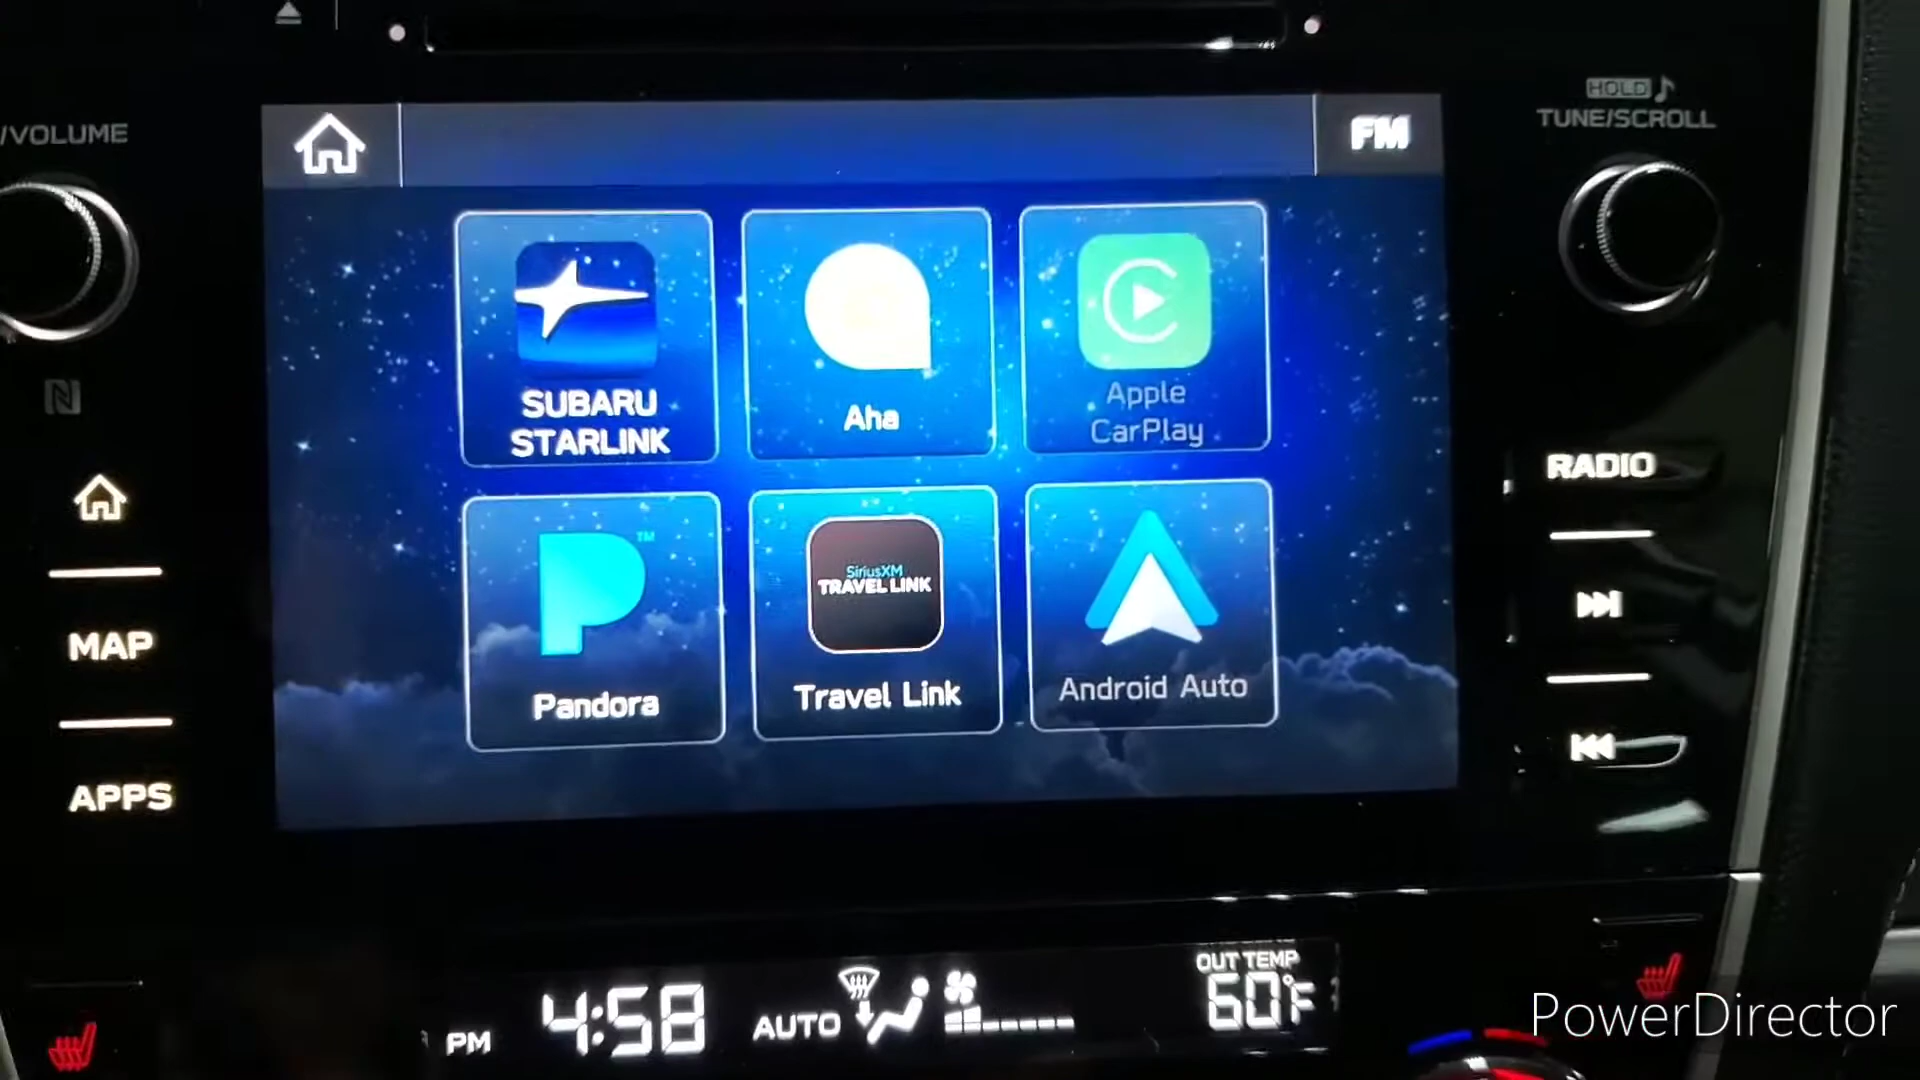 HOLD
/VOLUME
TUNE/SCROLL
FM
SUBARU
STARLINK
Aha
Apple
CarPlay
RADIO
MAP
APPS
Pandora
TM
SiriusXM
TRAVEL LINK
Travel Link
Android Auto
PM 4:58
AUTO
OUT TEMP
60°F
PowerDirector